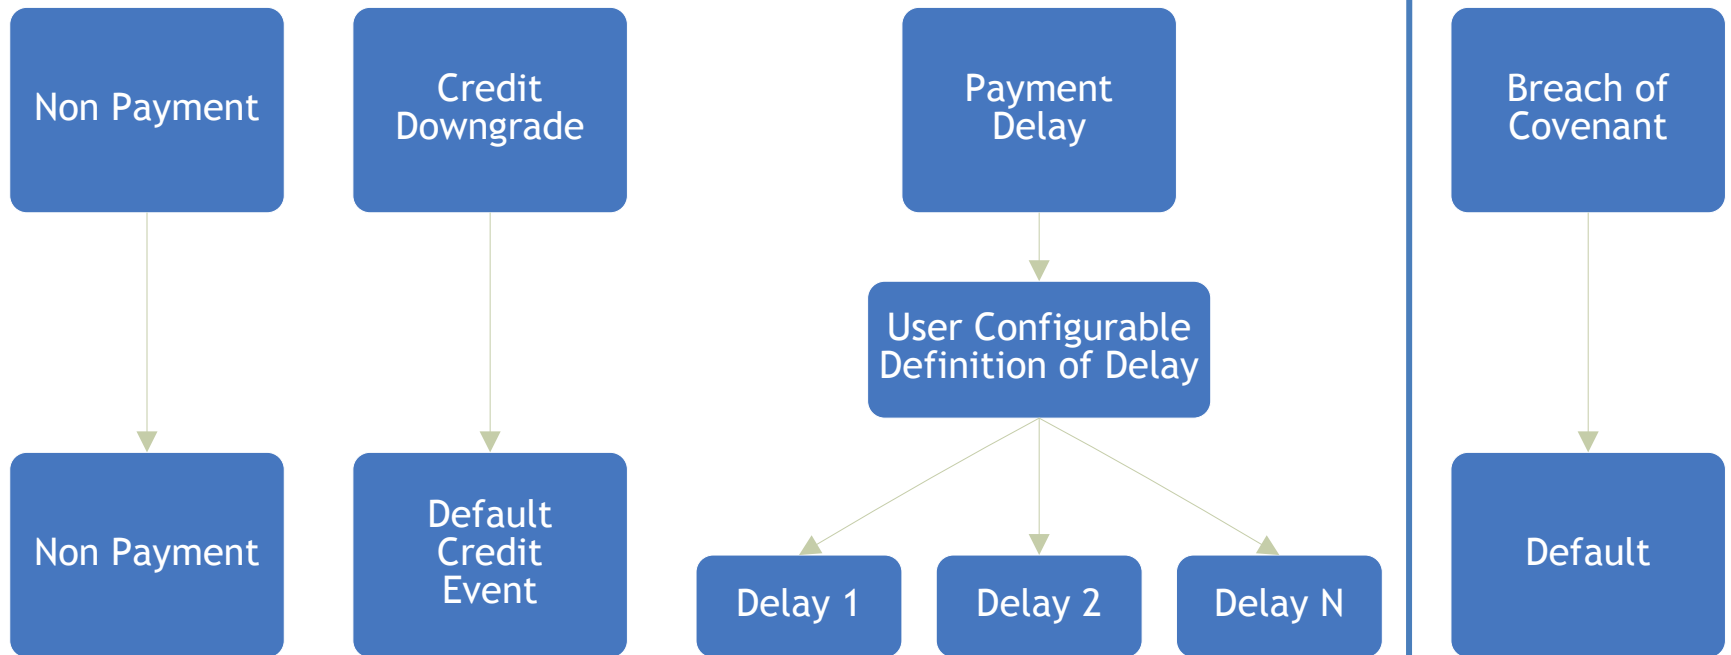 Non Payment
Credit
Downgrade
Payment
Delay
Breach of
Covenant
User Configurable
Definition of Delay
Non Payment
Default
Credit
Event
Delay 1
Delay 2
Delay N
Default